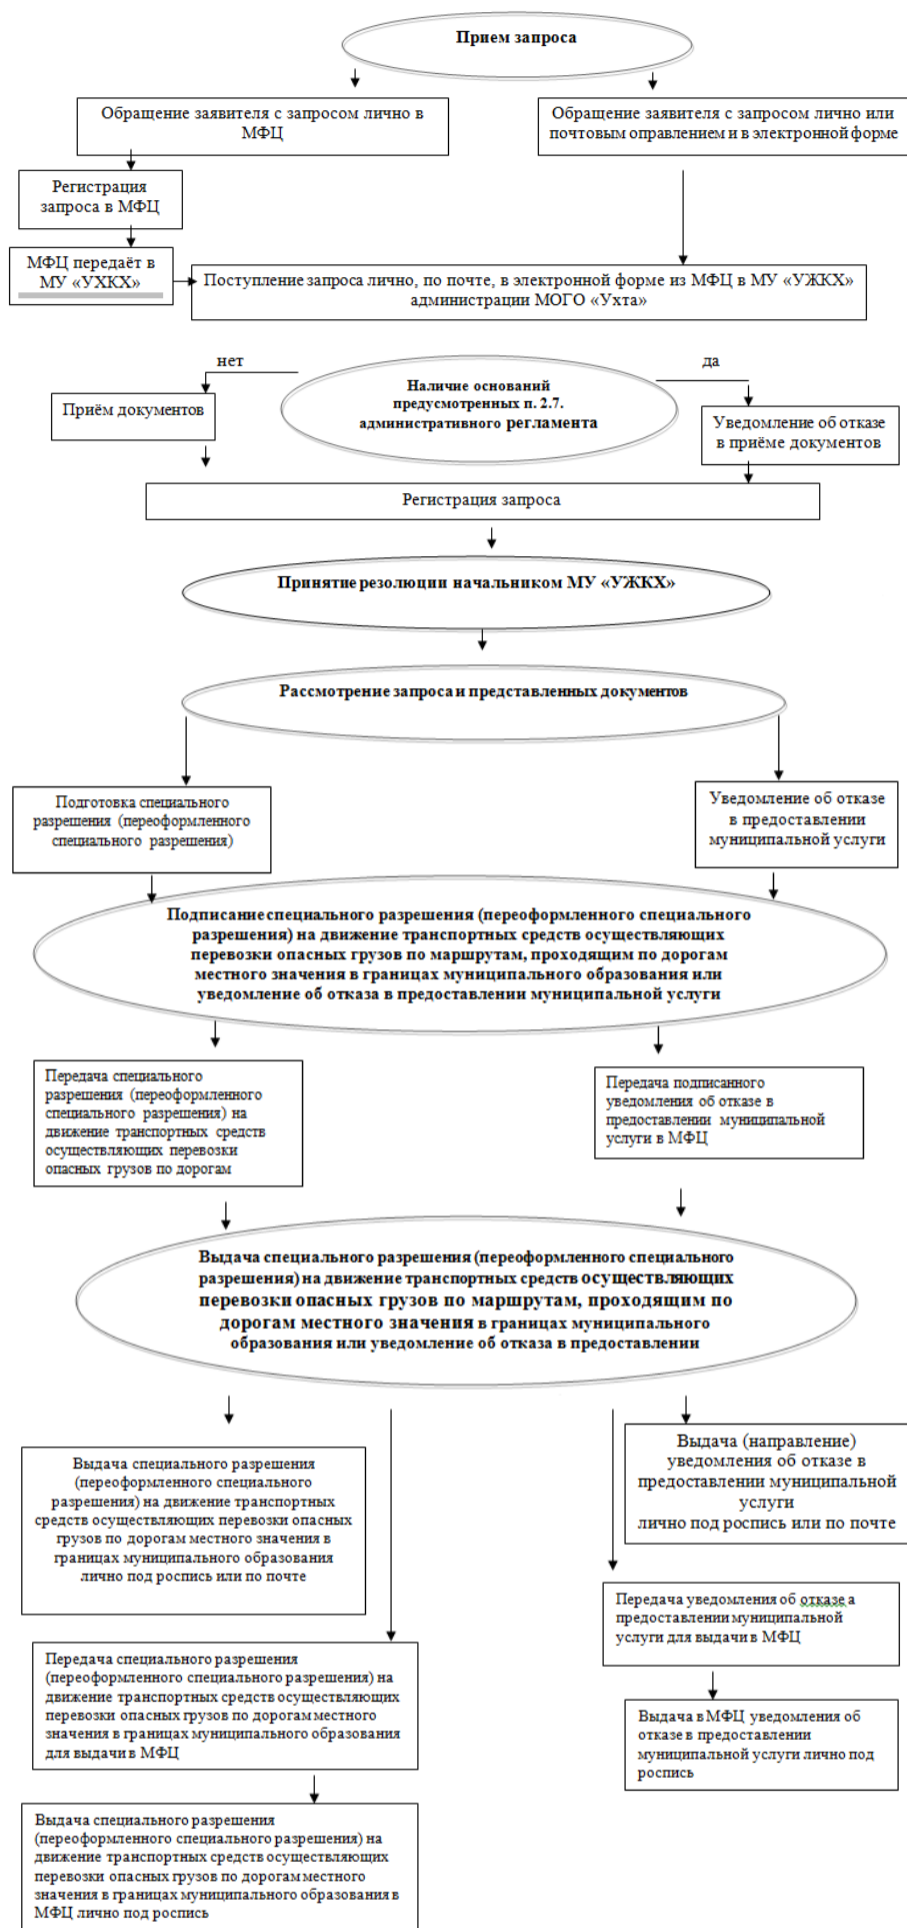 Прием запроса
Обращение заявителя с запросом лично в
МФЦ
Обращение заявителя с запросом лично или
почтовым оправлением и в электронной форме
Регистрация
запроса в МФЦ
МФЦ передаёт в
МУ «УХКХ»
Поступление запроса лично, по почте, в электронной форме из МФЦ в МУ «УЖКХ»
администрации МОГО «Ухта»
нет
да
Наличие оснований
предусмотренных п. 2.7.
административного регламента
Приём документов
Уведомление об отказе
в приёме документов
Регистрация запроса
Принятие резолюции начальником МУ «УЖКХ»
Рассмотрение запроса и представленных документов
Подготовка специального
разрешения (переоформленного
специального разрешения)
Уведомление об отказе
в предоставлении
муниципальной услуги
Подписание специального разрешения (переоформленного специального
разрешения) на движение транспортных средств осуществляющих
перевозки опасных грузов по маршрутам, проходящим по дорогам
местного значения в границах муниципального образования или
уведомление об отказа в предоставлении муниципальной услуги
Передача специального
разрешения (переоформленного
специального разрешения) на
движение транспортных средств
осуществляющих перевозки
опасных грузов по дорогам
Передача подписанного
уведомления об отказе в
предоставлении муниципальной
услуги в МФЦ
Выдача специального разрешения (переоформленного специального
разрешения) на движение транспортных средств осуществляющих
перевозки опасных грузов по маршрутам, проходящим по
дорогам местного значения в границах муниципального
образования или уведомление об отказа в предоставлении
Выдача специального разрешения
(переоформленного специального
разрешения) на движение транспортных
средств осуществляющих перевозки опасных
грузов по дорогам местного значения в
границах муниципального образования
лично под роспись или по почте
Выдача (направление)
уведомления об отказе в
предоставлении муниципальной
услуги
лично под роспись или по почте
Передача уведомления об отказе а
предоставлении муниципальной
услуги для выдачи в МФЦ
Передача специального разрешения
(переоформленного специального разрешения) на
движение транспортных средств осуществляющих
перевозки опасных грузов по дорогам местного
значения в границах муниципального образования
для выдачи в МФЦ
Выдача в МФЦ уведомления об
отказе в предоставлении
муниципальной услуги лично под
роспись
Выдача специального разрешения
(переоформленного специального разрешения) на
движение транспортных средств осуществляющих
перевозки опасных грузов по дорогам местного
значения в границах муниципального образования в
МФЦ лично под роспись